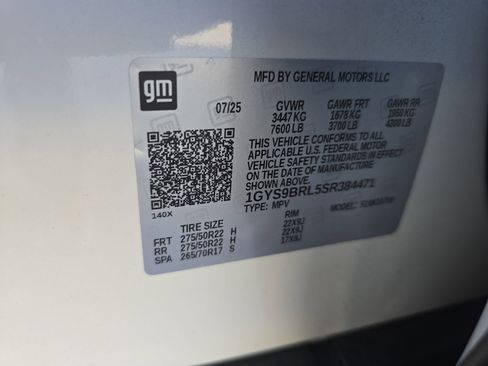 MFD BY GENERAL MOTORS LLC
gm
07/25 GVWR GAWR FRT GAWR RR
3447 KG 1678 KG 1950 KG
7600 LB 3700 LB 4300 LB
THIS VEHICLE CONFORMS TO ALL
APPLICABLE U.S. FEDERAL MOTOR
VEHICLE SAFETY STANDARDS IN EFFECT
ON THE DATE OF MANUFACTURE
1GYS9BRL5SR384471
140X TYPE: MPV MODEL:
TIRE SIZE RIM
FRT 275/50R22 H 22X9J
RR 275/50R22 H 22X9J
SPA 265/70R17 S 17X8J